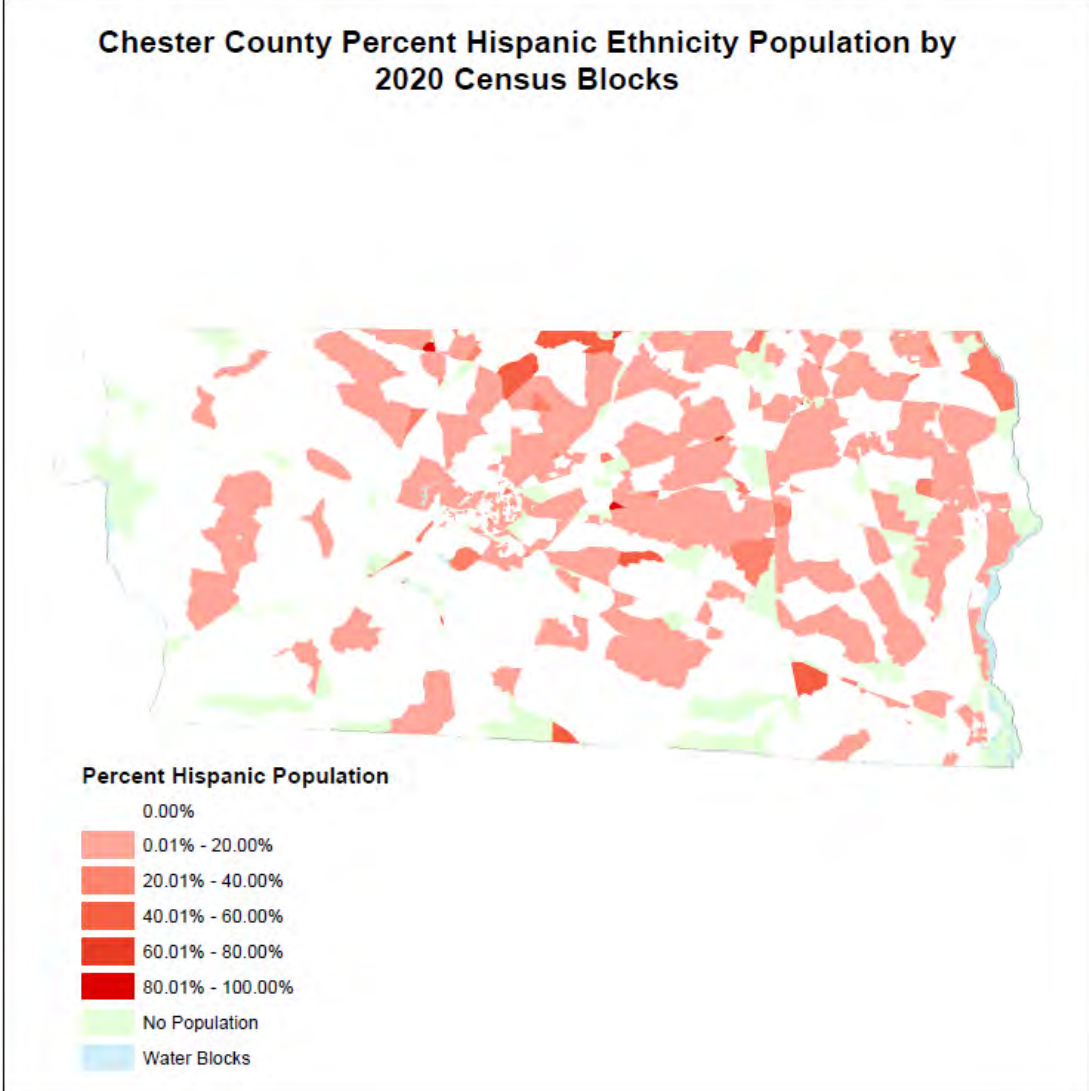 Chester County Percent Hispanic Ethnicity Population by
2020 Census Blocks
Percent Hispanic Population
0.00%
0.01% - 20.00%
20.01% - 40.00%
40.01% - 60.00%
60.01% - 80.00%
80.01% - 100.00%
No Population
Water Blocks